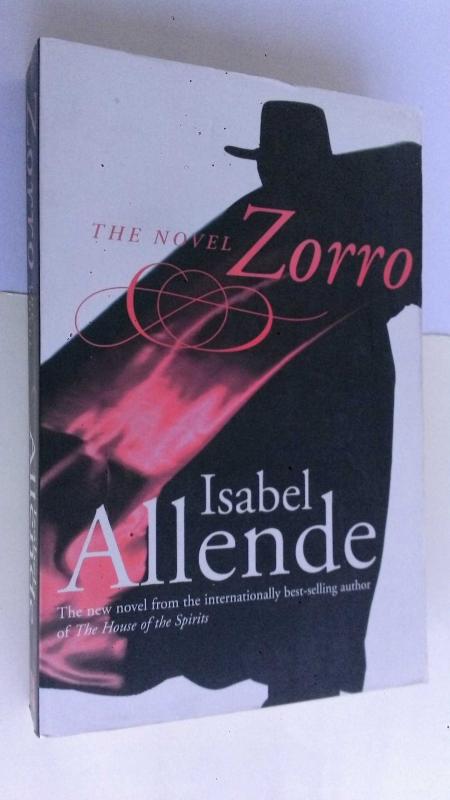 THE NOVEL Zorro
Isabel
Allende
The new novel from the internationally best-selling author
of The House of the Spirits
Zorro